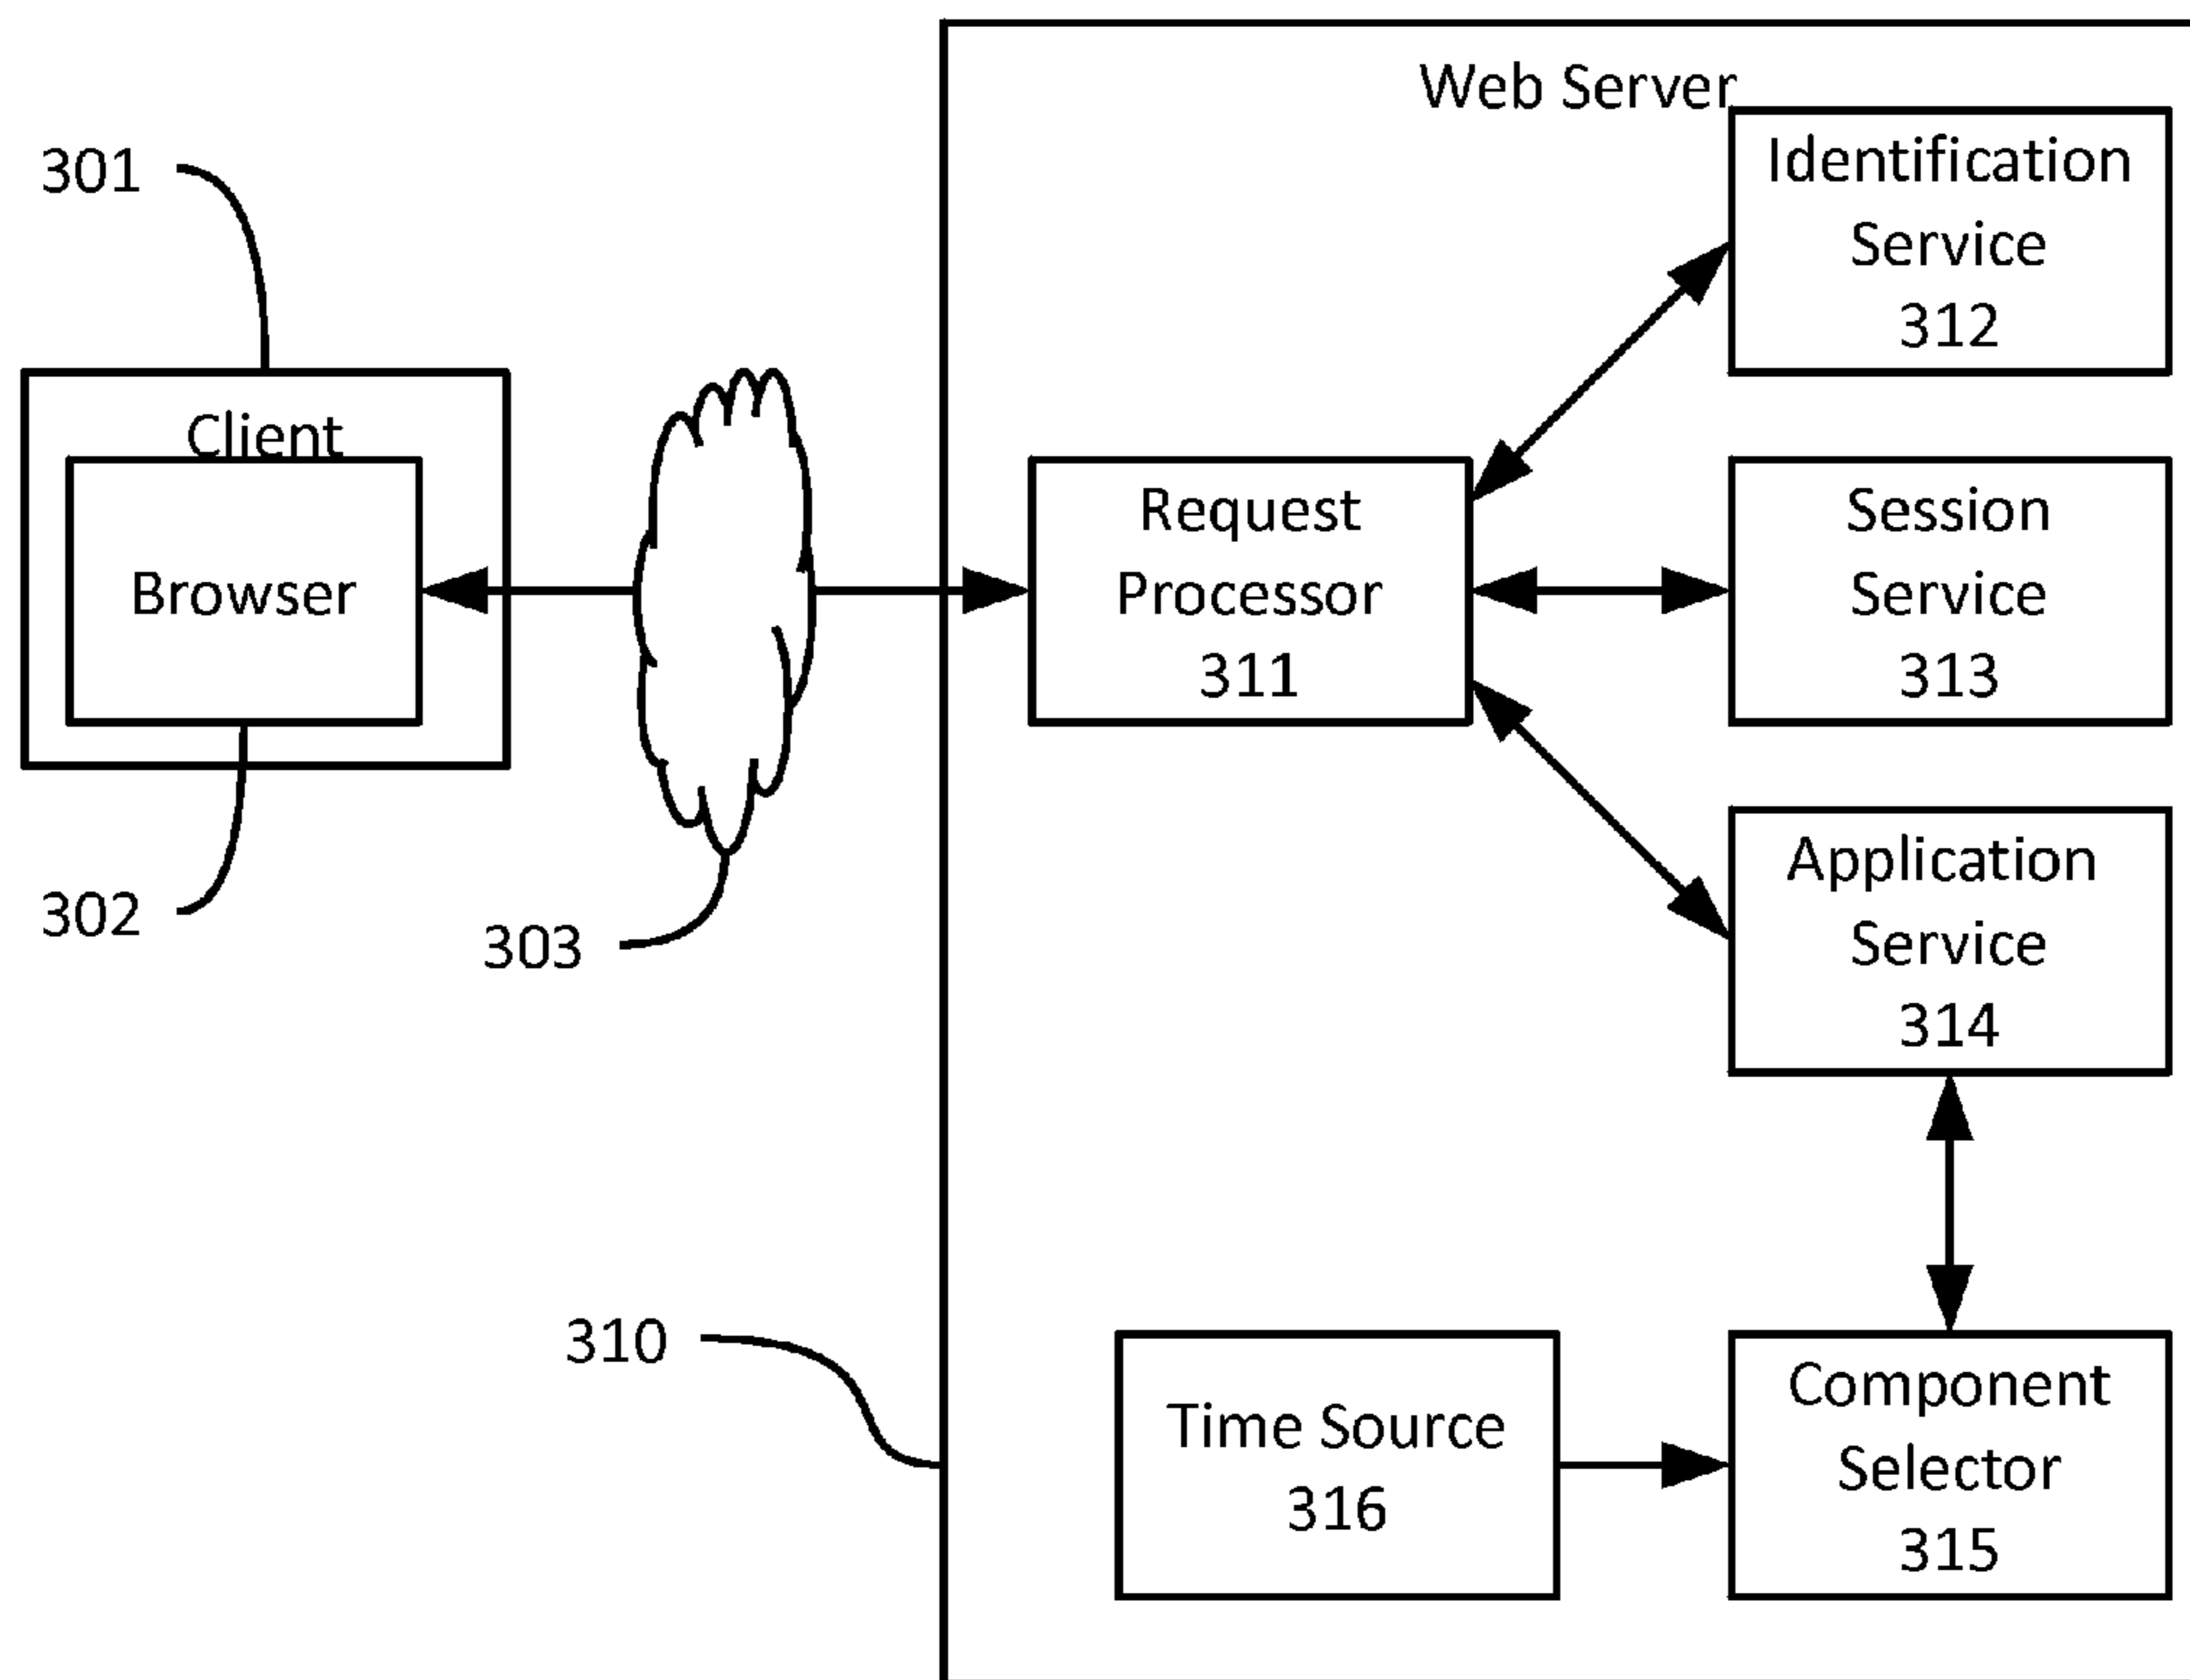 Web Server
Identification
Service
312
301
Client
Browser
Request
Processor
311
Session
Service
313
302
303
Application
Service
314
310
Time Source
316
Component
Selector
315